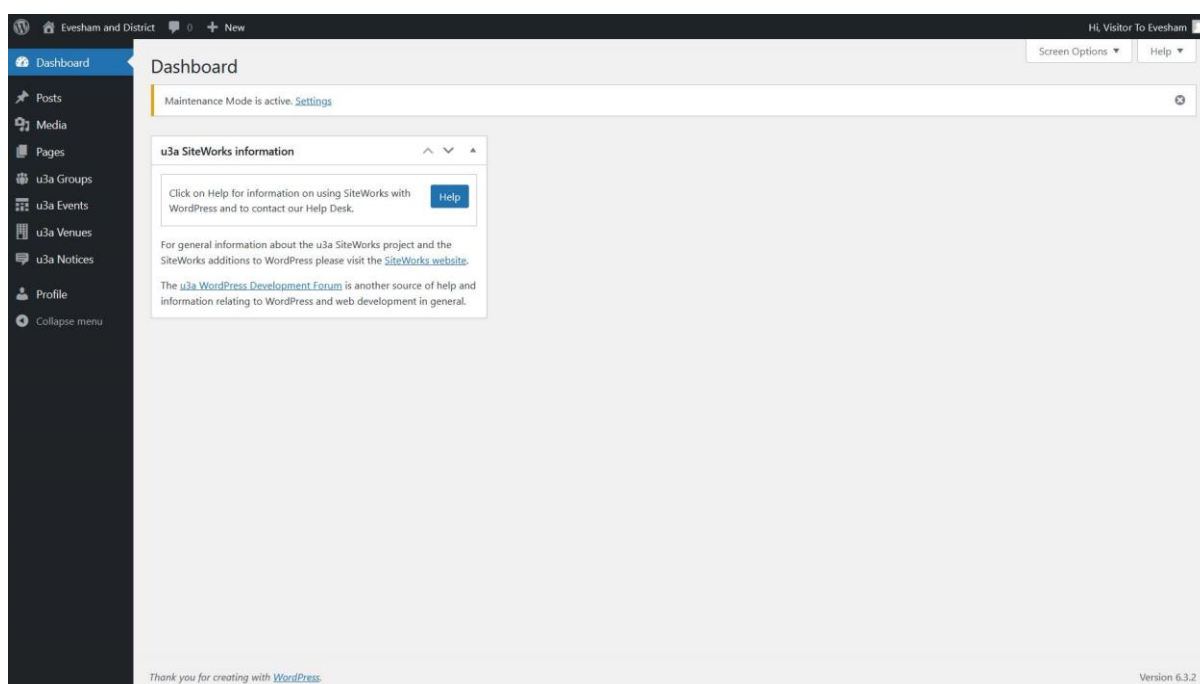 Evesham and District 0 + New Hi, Visitor To Evesham
Screen Options ▼ Help ▼
Dashboard
Posts
Media
Pages
u3a Groups
u3a Events
u3a Venues
u3a Notices
Profile
Collapse menu
Dashboard
Maintenance Mode is active. Settings
u3a SiteWorks information
Click on Help for information on using SiteWorks with
WordPress and to contact our Help Desk.
Help
For general information about the u3a SiteWorks project and the
SiteWorks additions to WordPress please visit the SiteWorks website.
The u3a WordPress Development Forum is another source of help and
information relating to WordPress and web development in general.
Thank you for creating with WordPress.
Version 6.3.2